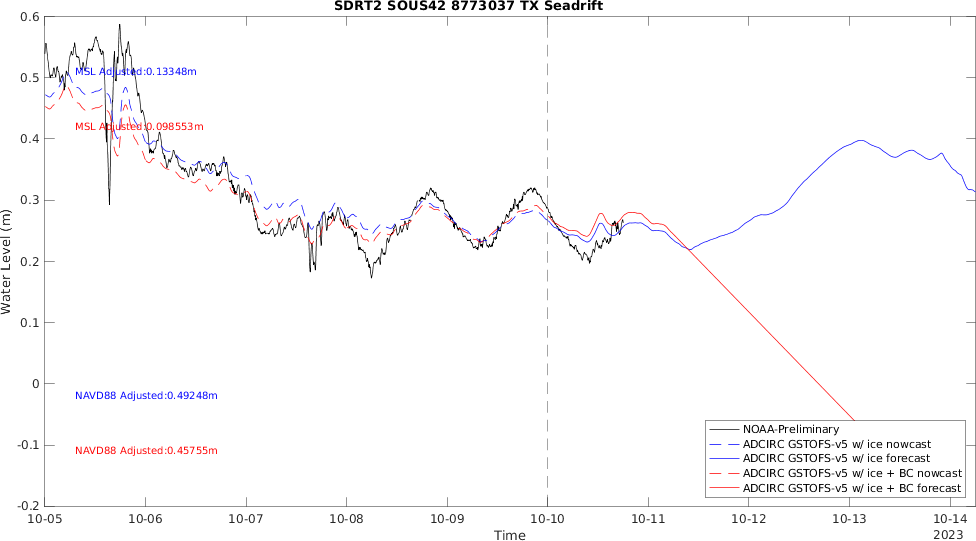 SDRT2 SOUS42 8773037 TX Seadrift
0.6
0.5
0.4
0.3
0.2
0.1
0
-0.1
-0.2
Water Level (m)
MSL Adjusted:0.13348m
MSL Adjusted:0.098553m
NAVD88 Adjusted:0.49248m
NAVD88 Adjusted:0.45755m
NOAA-Preliminary
ADCIRC GSTOFS-v5 w/ ice nowcast
ADCIRC GSTOFS-v5 w/ ice forecast
ADCIRC GSTOFS-v5 w/ ice + BC nowcast
ADCIRC GSTOFS-v5 w/ ice + BC forecast
10-05 10-06 10-07 10-08 10-09 10-10 10-11 10-12 10-13 10-14
Time
2023